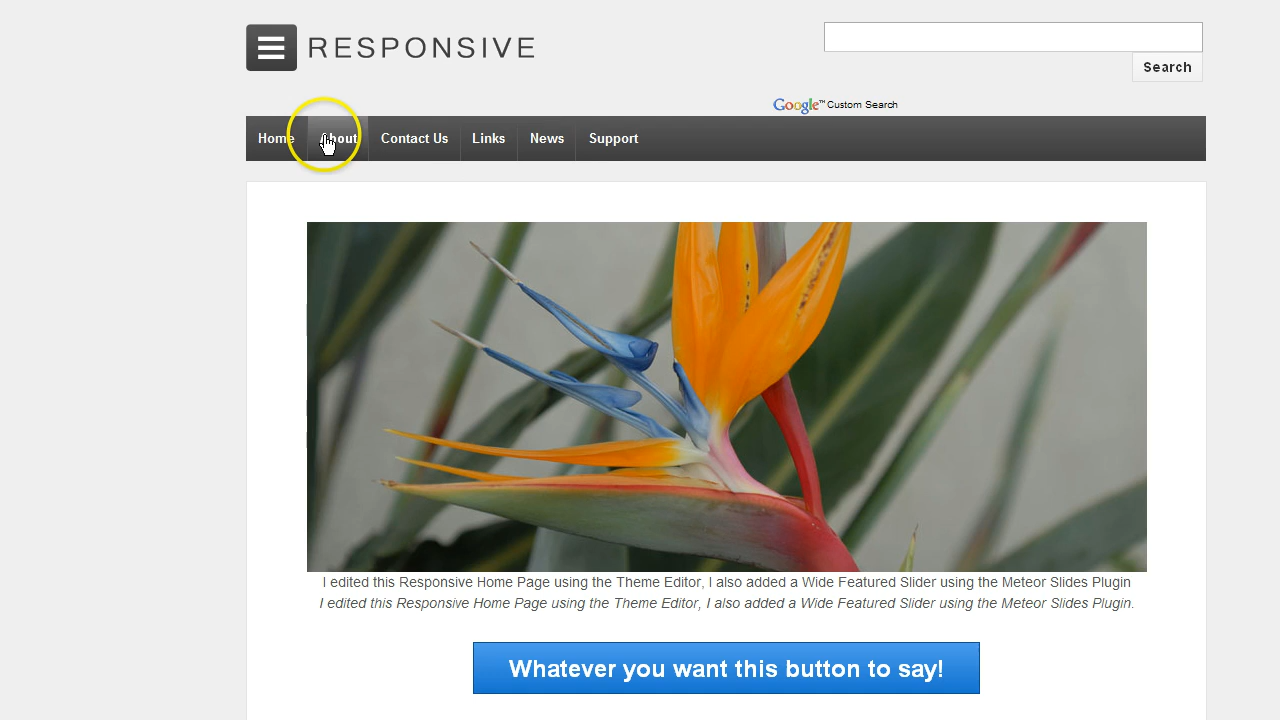 RESPONSIVE
Search
Google™ Custom Search
Home About Contact Us Links News Support
I edited this Responsive Home Page using the Theme Editor, I also added a Wide Featured Slider using the Meteor Slides Plugin
I edited this Responsive Home Page using the Theme Editor, I also added a Wide Featured Slider using the Meteor Slides Plugin.
Whatever you want this button to say!